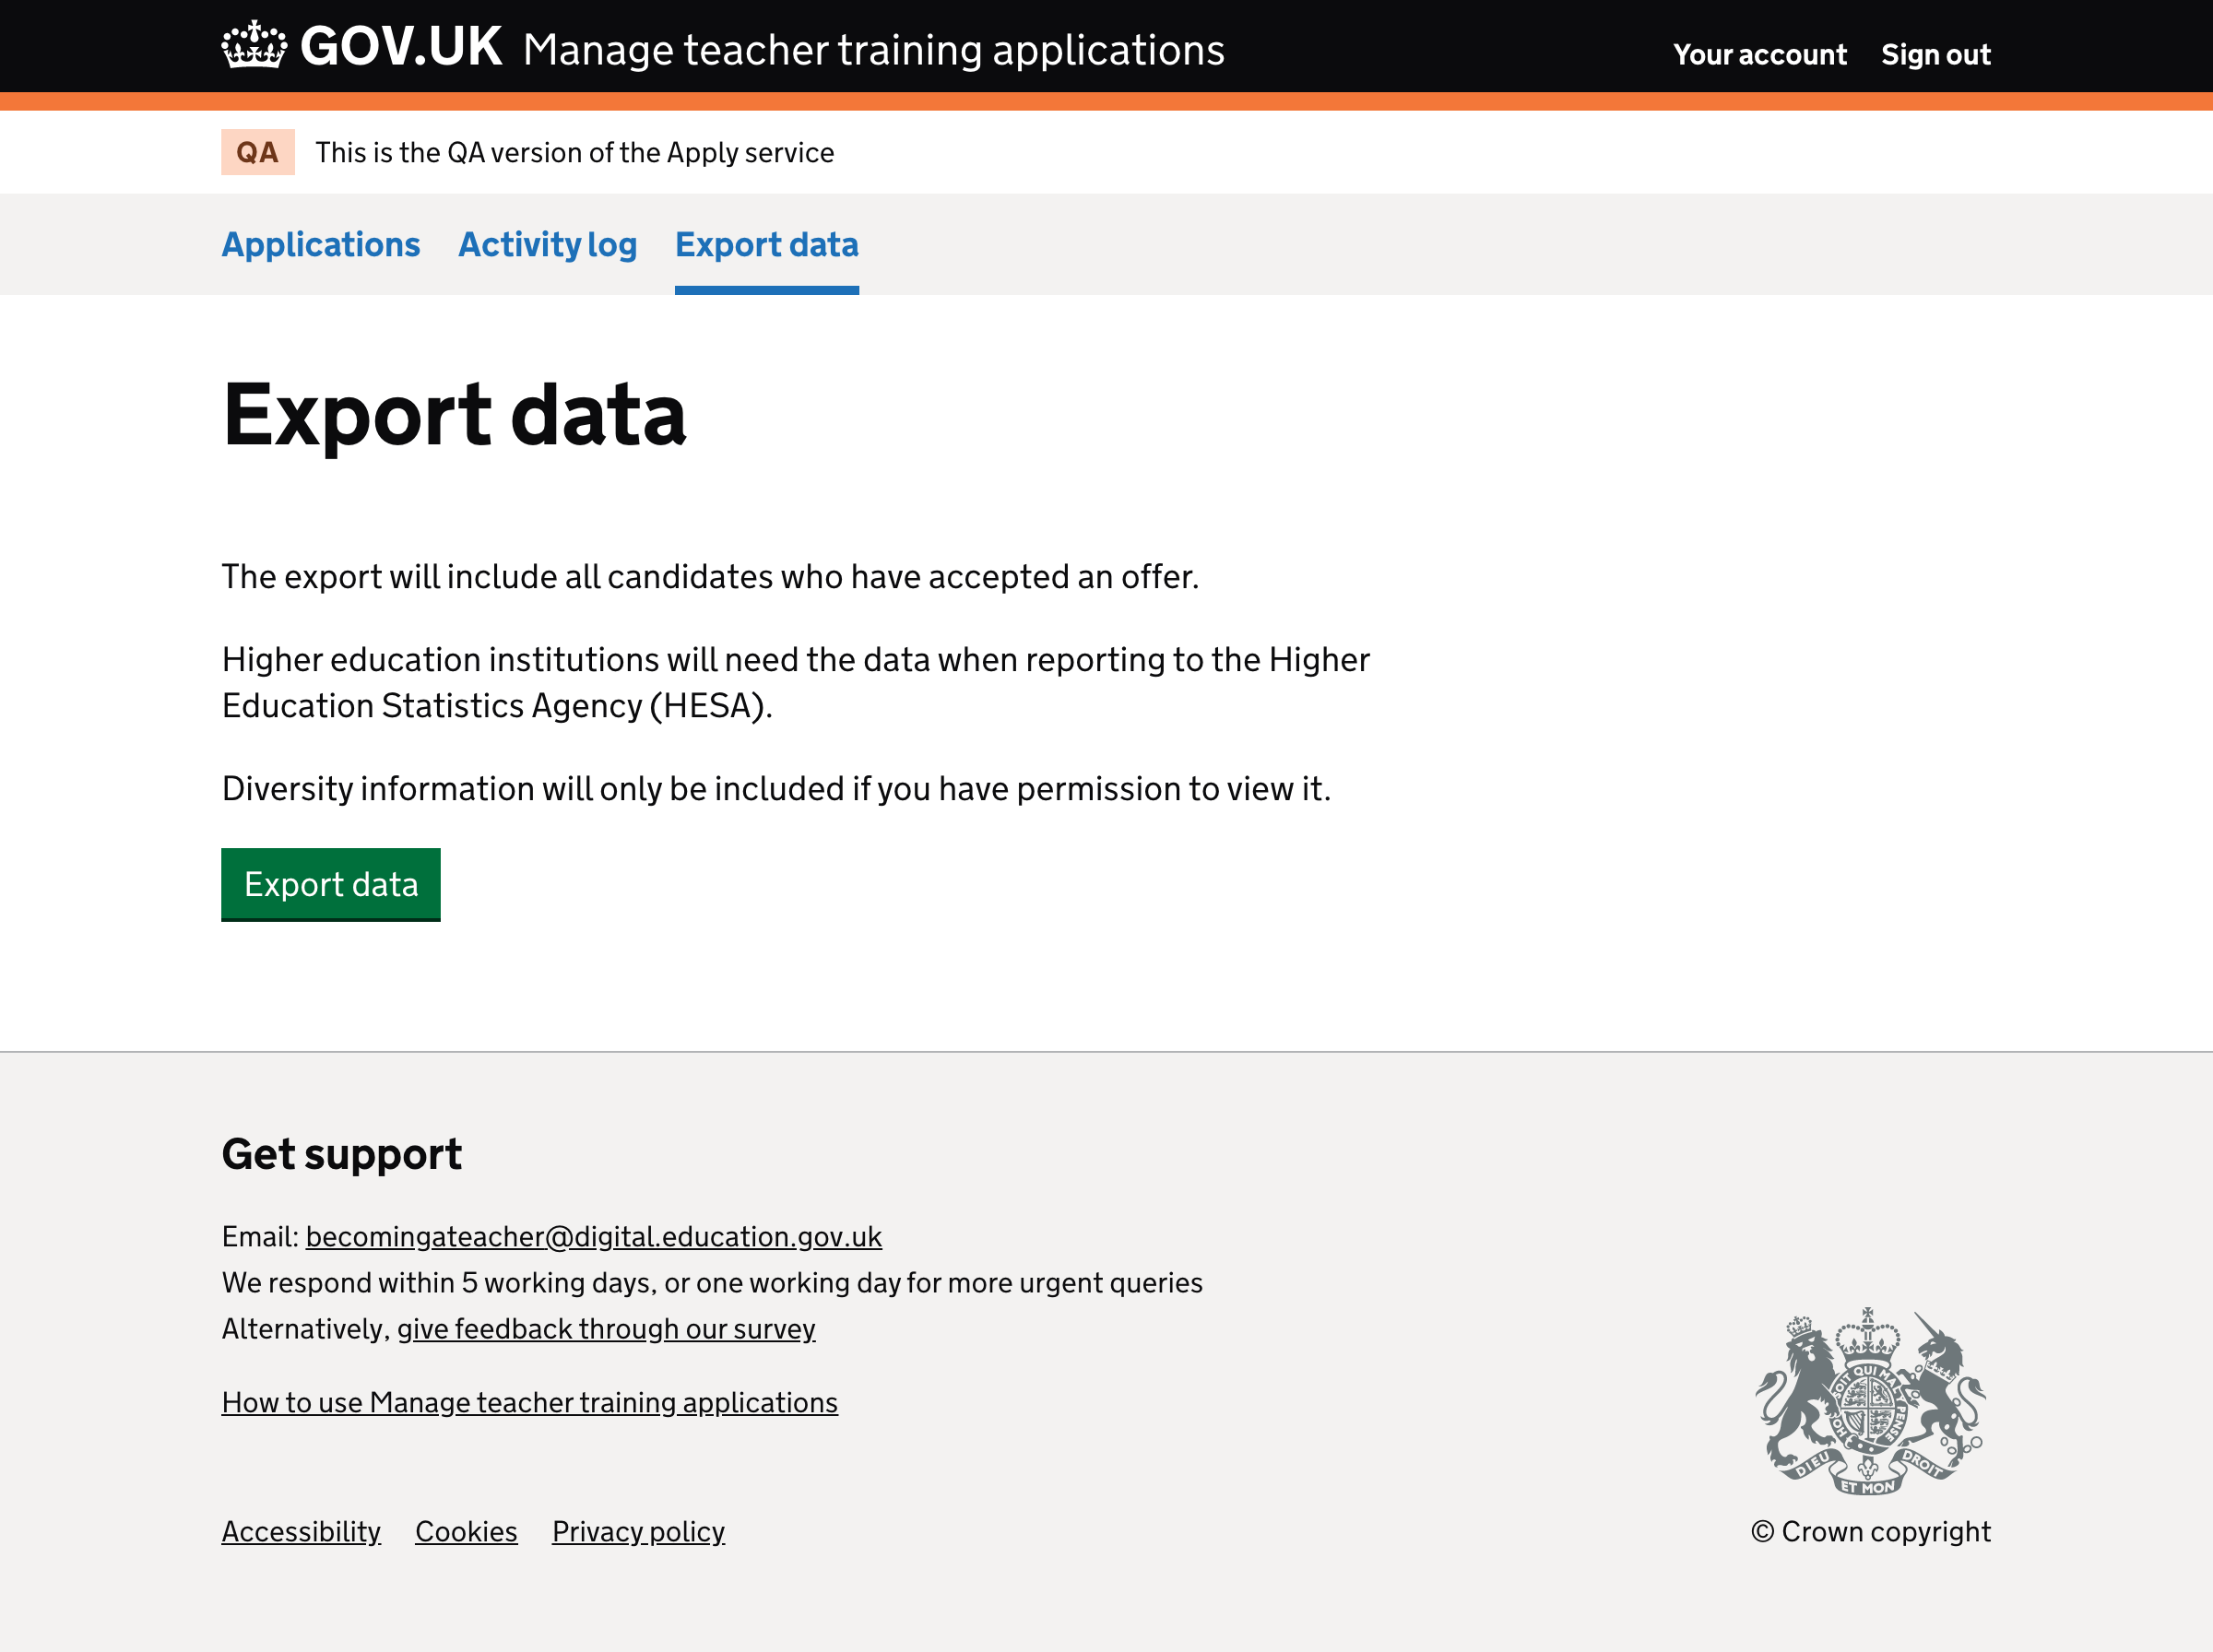 GOV.UK Manage teacher training applications
Your account Sign out
QA This is the QA version of the Apply service
Applications Activity log Export data
Export data
The export will include all candidates who have accepted an offer.
Higher education institutions will need the data when reporting to the Higher
Education Statistics Agency (HESA).
Diversity information will only be included if you have permission to view it.
Export data
Get support
Email: becomingateacher@digital.education.gov.uk
We respond within 5 working days, or one working day for more urgent queries
Alternatively, give feedback through our survey
How to use Manage teacher training applications
SOIT QUI MAL Y PENSE
DIEU ET MON DROIT
Accessibility Cookies Privacy policy
© Crown copyright